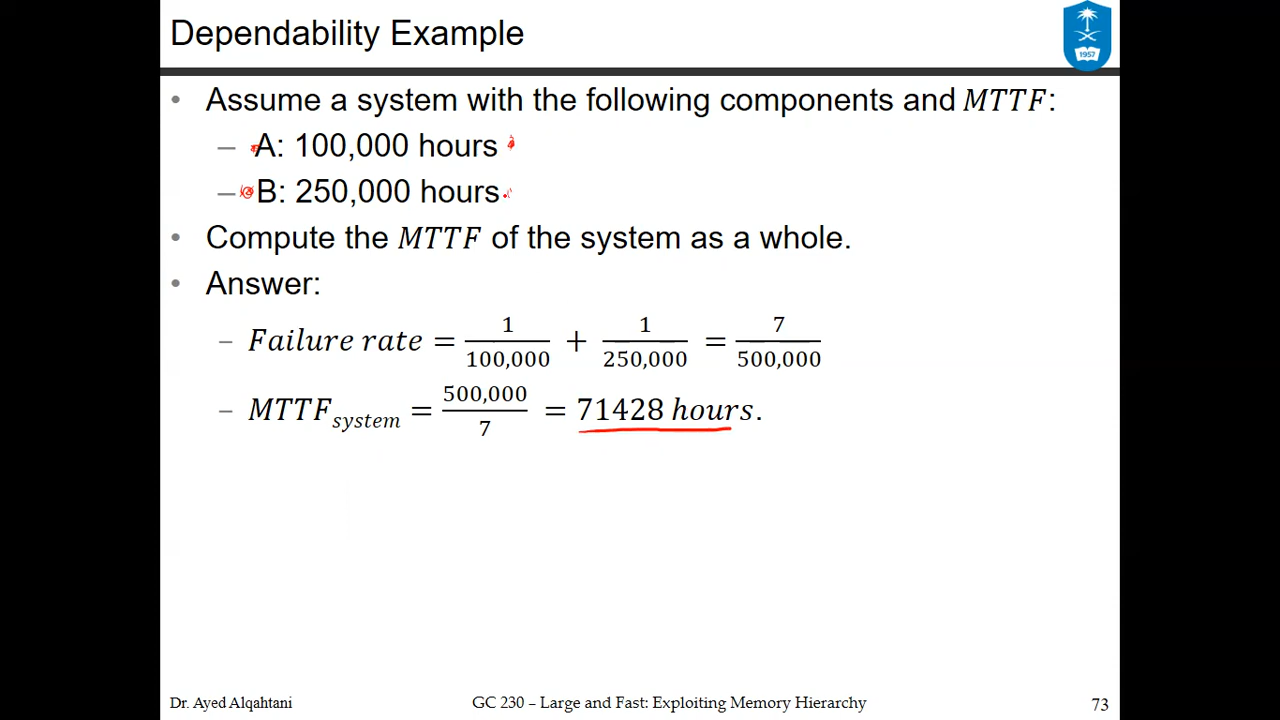 Dependability Example
1957
• Assume a system with the following components and MTTF:
– A: 100,000 hours
– B: 250,000 hours
• Compute the MTTF of the system as a whole.
• Answer:
– Failure rate = 1/100,000 + 1/250,000 = 7/500,000
– MTTF_system = 500,000/7 = 71428 hours.
Dr. Ayed Alqahtani GC 230 – Large and Fast: Exploiting Memory Hierarchy 73